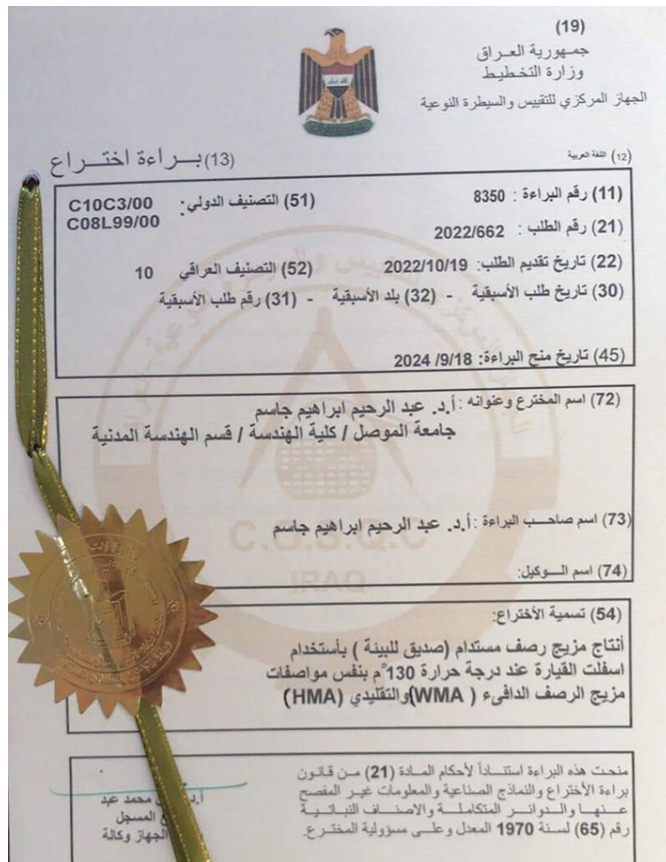 (19)
جمهورية العراق
وزارة التخطيط
الجهاز المركزي للتقييس والسيطرة النوعية
(12) اللغة العربية
(13) براءة اختراع
(11) رقم البراءة : 8350
(51) التصنيف الدولي: C10C3/00
C08L99/00
(21) رقم الطلب : 2022/662
(22) تاريخ تقديم الطلب: 2022/10/19
(52) التصنيف العراقي 10
(30) تاريخ طلب الأسبقية - (32) بلد الأسبقية - (31) رقم طلب الأسبقية
(45) تاريخ منح البراءة: 2024 /9/18
(72) اسم المخترع وعنوانه : أ.د. عبد الرحيم ابراهيم جاسم
جامعة الموصل / كلية الهندسة / قسم الهندسة المدنية
C.O.S.Q.C
IRAQ
(73) اسم صاحب البراءة : أ.د. عبد الرحيم ابراهيم جاسم
(74) اسم الوكيل:
(54) تسمية الأختراع:
أنتاج مزيج رصف مستدام (صديق للبيئة ) بأستخدام
اسفلت القيارة عند درجة حرارة 130°م بنفس مواصفات
مزيج الرصف الدافىء ( WMA)والتقليدي (HMA)
منحت هذه البراءة استناداً لأحكام المادة (21) من قانون
براءة الأختراع والنماذج الصناعية والمعلومات غير المفصح
عنها والدوائر المتكاملة والاصناف النباتية
رقم (65) لسنة 1970 المعدل وعلى مسؤولية المخترع.
محمد عبد
المسجل
الجهاز وكالة